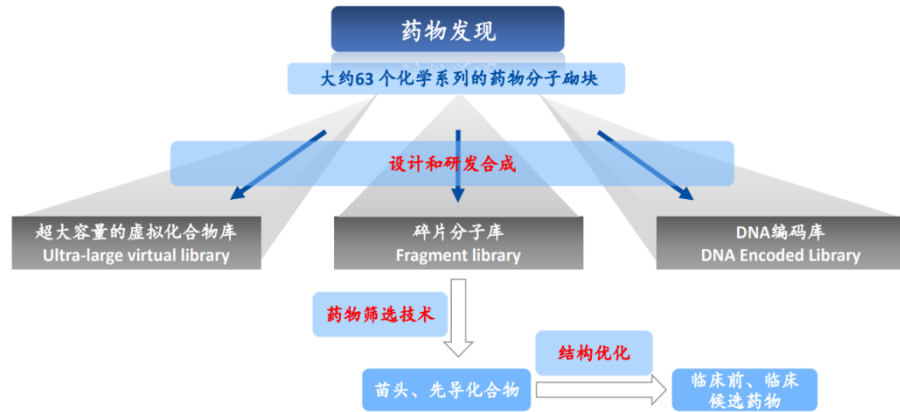 药物发现
大约63 个化学系列的药物分子砌块
设计和研发合成
超大容量的虚拟化合物库
Ultra-large virtual library
碎片分子库
Fragment library
DNA编码库
DNA Encoded Library
药物筛选技术
结构优化
苗头、先导化合物
临床前、临床
候选药物